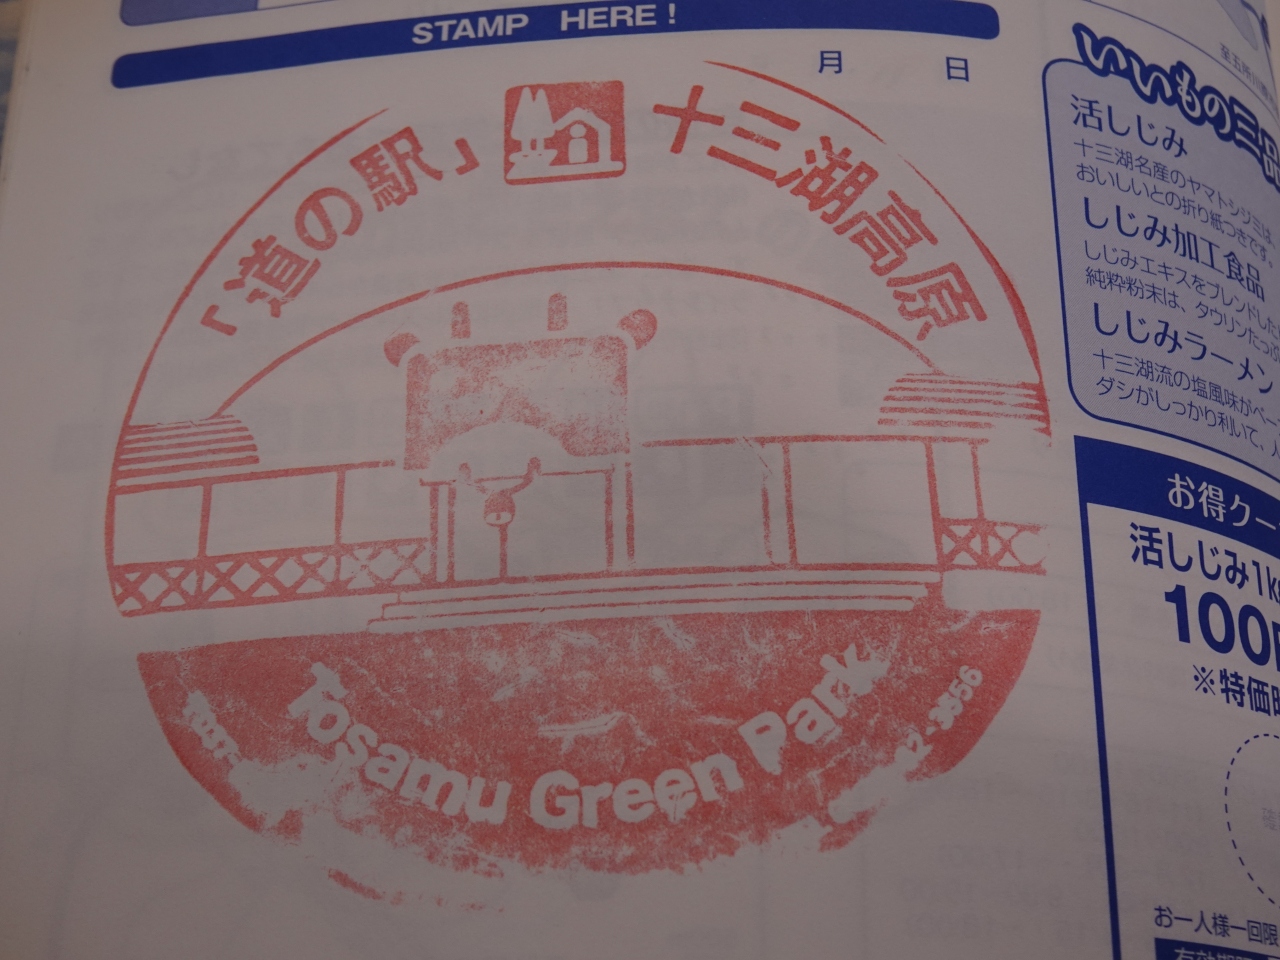 STAMP HERE!
月 日
「道の駅」 十三湖高原
Tosamu Green Park
2-3556
いいもの三品
活しじみ
十三湖名産のヤマトシジミは、
おいしいとの折り紙つきです。
しじみ加工食品
しじみエキスをブレンドした
純粋粉末は、タウリンたっぷ
しじみラーメン
十三湖流の塩風味がベー
ダシがしっかり利いて、人
お得クー
活しじみ1k
100
※特価
お一人様一回限